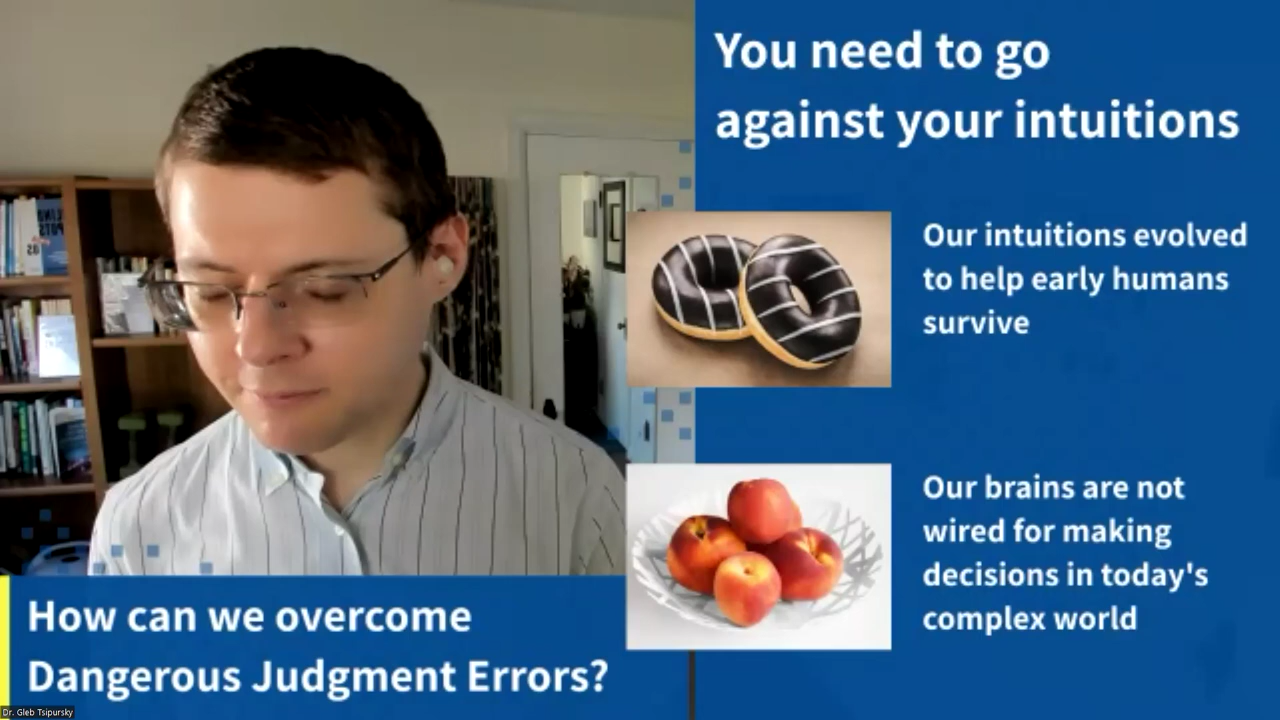 You need to go
against your intuitions
Our intuitions evolved
to help early humans
survive
Our brains are not
wired for making
decisions in today's
complex world
How can we overcome
Dangerous Judgment Errors?
Dr. Gleb Tsipursky